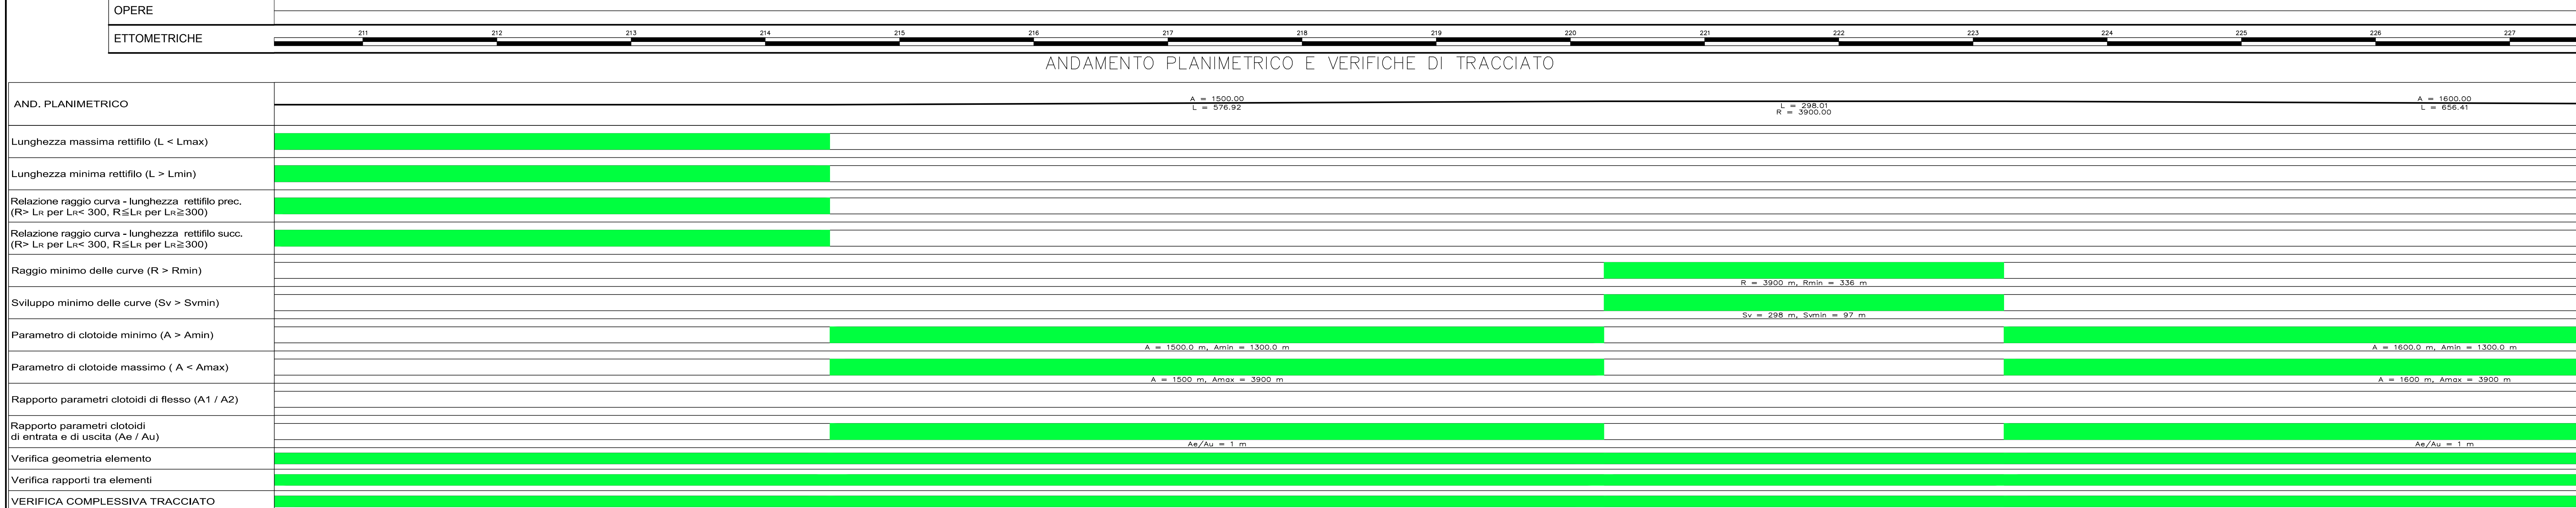 OPERE
ETTOMETRICHE
211 212 213 214 215 216 217 218 219 220 221 222 223 224 225 226 227
ANDAMENTO PLANIMETRICO E VERIFICHE DI TRACCIATO
AND. PLANIMETRICO
A = 1500.00
L = 576.92
L = 298.01
R = 3900.00
A = 1600.00
L = 656.41
Lunghezza massima rettifilo (L < Lmax)
Lunghezza minima rettifilo (L > Lmin)
Relazione raggio curva - lunghezza rettifilo prec.
(R> LR per LR< 300, R≦LR per LR≧300)
Relazione raggio curva - lunghezza rettifilo succ.
(R> LR per LR< 300, R≦LR per LR≧300)
Raggio minimo delle curve (R > Rmin)
R = 3900 m, Rmin = 336 m
Sviluppo minimo delle curve (Sv > Svmin)
Sv = 298 m, Svmin = 97 m
Parametro di clotoide minimo (A > Amin)
A = 1500.0 m, Amin = 1300.0 m
A = 1600.0 m, Amin = 1300.0 m
Parametro di clotoide massimo ( A < Amax)
A = 1500 m, Amax = 3900 m
A = 1600 m, Amax = 3900 m
Rapporto parametri clotoidi di flesso (A1 / A2)
Rapporto parametri clotoidi
di entrata e di uscita (Ae / Au)
Ae/Au = 1 m
Ae/Au = 1 m
Verifica geometria elemento
Verifica rapporti tra elementi
VERIFICA COMPLESSIVA TRACCIATO